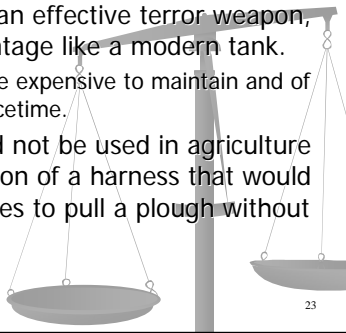 an effective terror weapon,
ntage like a modern tank.
e expensive to maintain and of
cetime.
d not be used in agriculture
on of a harness that would
es to pull a plough without
23